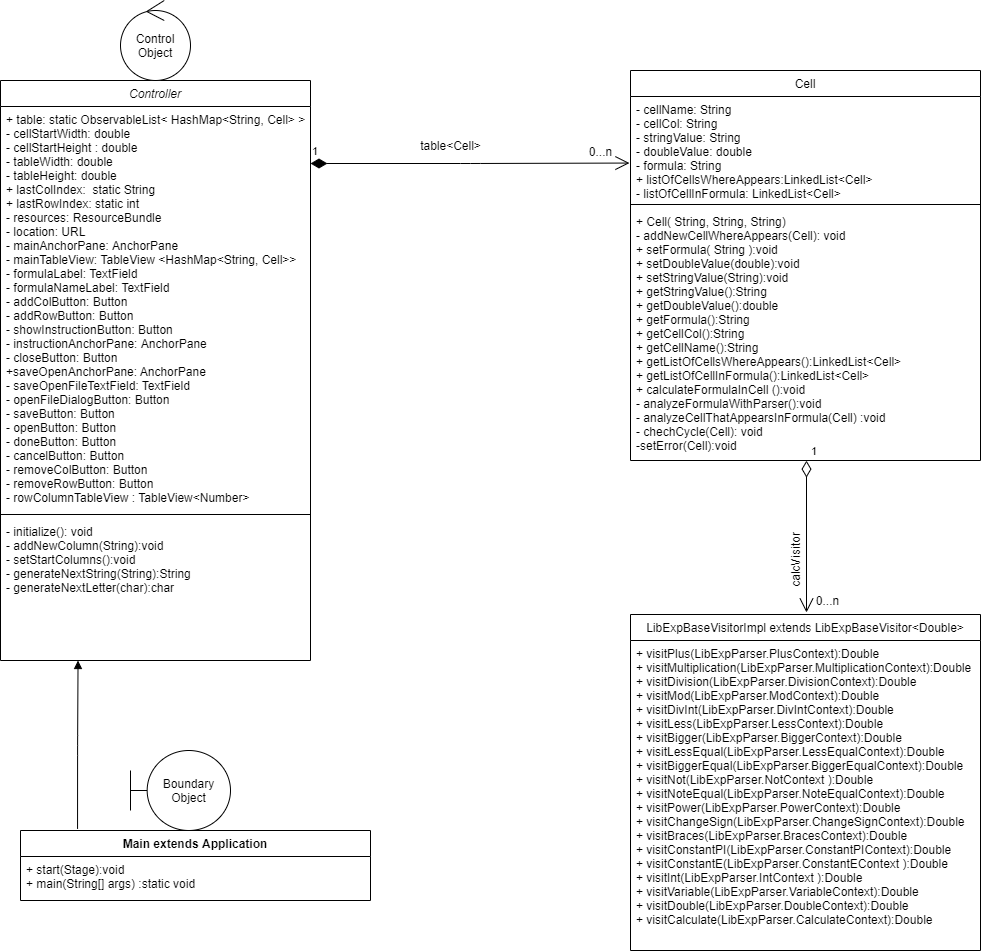 Control
Object
Controller
+ table: static ObservableList< HashMap<String, Cell> >
- cellStartWidth: double
- cellStartHeight : double
- tableWidth: double
- tableHeight: double
+ lastColIndex:  static String
+ lastRowIndex: static int
- resources: ResourceBundle
- location: URL
- mainAnchorPane: AnchorPane
- mainTableView: TableView <HashMap<String, Cell>>
- formulaLabel: TextField
- formulaNameLabel: TextField
- addColButton: Button
- addRowButton: Button
- showInstructionButton: Button
- instructionAnchorPane: AnchorPane
- closeButton: Button
+saveOpenAnchorPane: AnchorPane
- saveOpenFileTextField: TextField
- openFileDialogButton: Button
- saveButton: Button
- openButton: Button
- doneButton: Button
- cancelButton: Button
- removeColButton: Button
- removeRowButton: Button
- rowColumnTableView : TableView<Number>
- initialize(): void
- addNewColumn(String):void
- setStartColumns():void
- generateNextString(String):String
- generateNextLetter(char):char
1
table<Cell>
0...n
Cell
- cellName: String
- cellCol: String
- stringValue: String
- doubleValue: double
- formula: String
+ listOfCellsWhereAppears:LinkedList<Cell>
- listOfCellInFormula: LinkedList<Cell>
+ Cell( String, String, String)
- addNewCellWhereAppears(Cell): void
+ setFormula( String ):void
+ setDoubleValue(double):void
+ setStringValue(String):void
+ getStringValue():String
+ getDoubleValue():double
+ getFormula():String
+ getCellCol():String
+ getCellName():String
+ getListOfCellsWhereAppears():LinkedList<Cell>
+ getListOfCellInFormula():LinkedList<Cell>
+ calculateFormulaInCell ():void
- analyzeFormulaWithParser():void
- analyzeCellThatAppearsInFormula(Cell) :void
- chechCycle(Cell): void
-setError(Cell):void
1
calcVisitor
0...n
LibExpBaseVisitorImpl extends LibExpBaseVisitor<Double>
+ visitPlus(LibExpParser.PlusContext):Double
+ visitMultiplication(LibExpParser.MultiplicationContext):Double
+ visitDivision(LibExpParser.DivisionContext):Double
+ visitMod(LibExpParser.ModContext):Double
+ visitDivInt(LibExpParser.DivIntContext):Double
+ visitLess(LibExpParser.LessContext):Double
+ visitBigger(LibExpParser.BiggerContext):Double
+ visitLessEqual(LibExpParser.LessEqualContext):Double
+ visitBiggerEqual(LibExpParser.BiggerEqualContext):Double
+ visitNot(LibExpParser.NotContext ):Double
+ visitNoteEqual(LibExpParser.NoteEqualContext):Double
+ visitPower(LibExpParser.PowerContext):Double
+ visitChangeSign(LibExpParser.ChangeSignContext):Double
+ visitBraces(LibExpParser.BracesContext):Double
+ visitConstantPI(LibExpParser.ConstantPIContext):Double
+ visitConstantE(LibExpParser.ConstantEContext ):Double
+ visitInt(LibExpParser.IntContext ):Double
+ visitVariable(LibExpParser.VariableContext):Double
+ visitDouble(LibExpParser.DoubleContext):Double
+ visitCalculate(LibExpParser.CalculateContext):Double
Boundary
Object
Main extends Application
+ start(Stage):void
+ main(String[] args) :static void